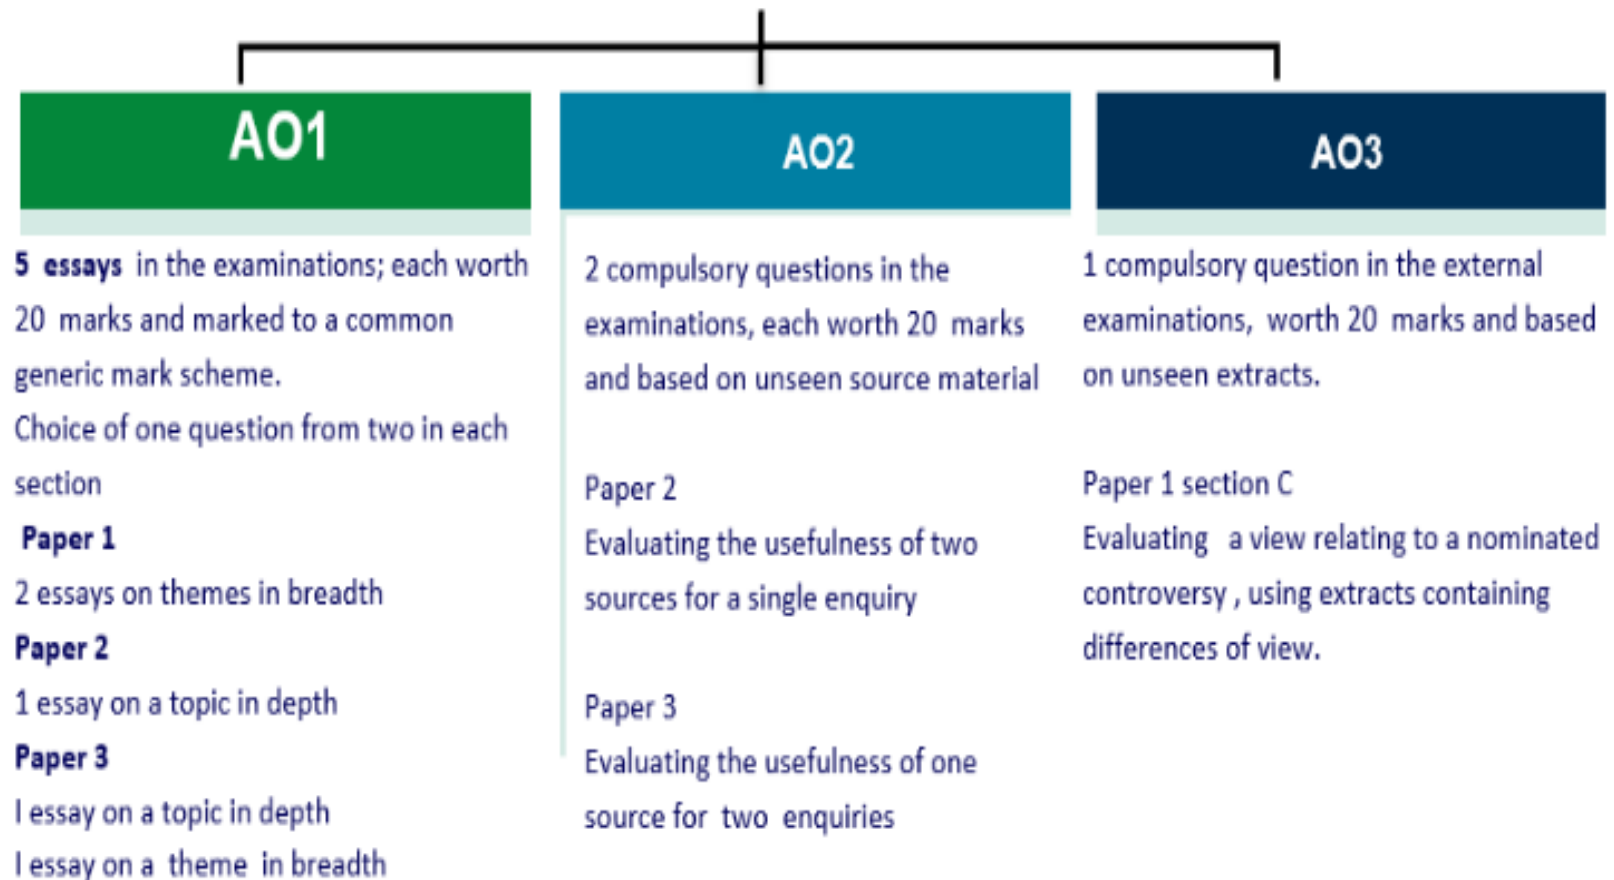 AO1
5 essays in the examinations; each worth
20 marks and marked to a common
generic mark scheme.
Choice of one question from two in each
section
Paper 1
2 essays on themes in breadth
Paper 2
1 essay on a topic in depth
Paper 3
I essay on a topic in depth
I essay on a theme in breadth
AO2
2 compulsory questions in the
examinations, each worth 20 marks
and based on unseen source material
Paper 2
Evaluating the usefulness of two
sources for a single enquiry
Paper 3
Evaluating the usefulness of one
source for two enquiries
AO3
1 compulsory question in the external
examinations, worth 20 marks and based
on unseen extracts.
Paper 1 section C
Evaluating a view relating to a nominated
controversy , using extracts containing
differences of view.